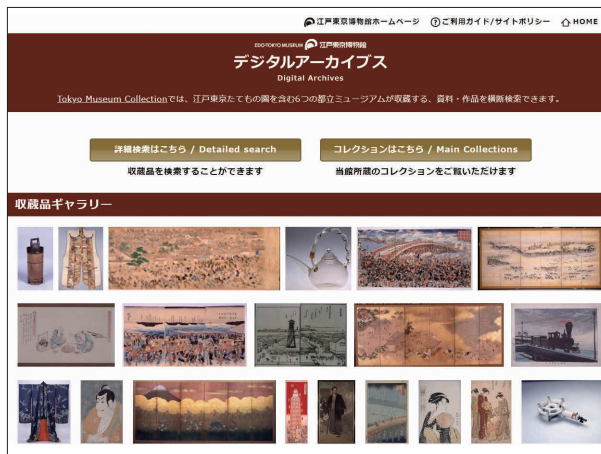 江戸東京博物館ホームページ ご利用ガイド/サイトポリシー HOME
EDO-TOKYO MUSEUM 江戸東京博物館
デジタルアーカイブス
Digital Archives
Tokyo Museum Collectionでは、江戸東京たてもの園を含む6つの都立ミュージアムが収蔵する、資料・作品を横断検索できます。
詳細検索はこちら / Detailed search コレクションはこちら / Main Collections
収蔵品を検索することができます 当館所蔵のコレクションをご覧いただけます
収蔵品ギャラリー